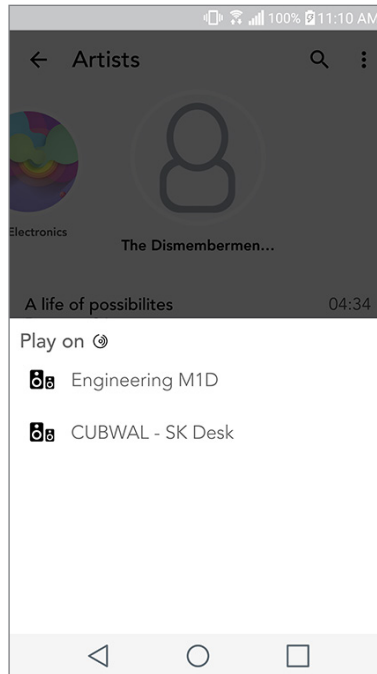 100% 11:10 AM
Artists
Electronics
The Dismembermen...
A life of possibilites 04:34
Play on
Engineering M1D
CUBWAL - SK Desk